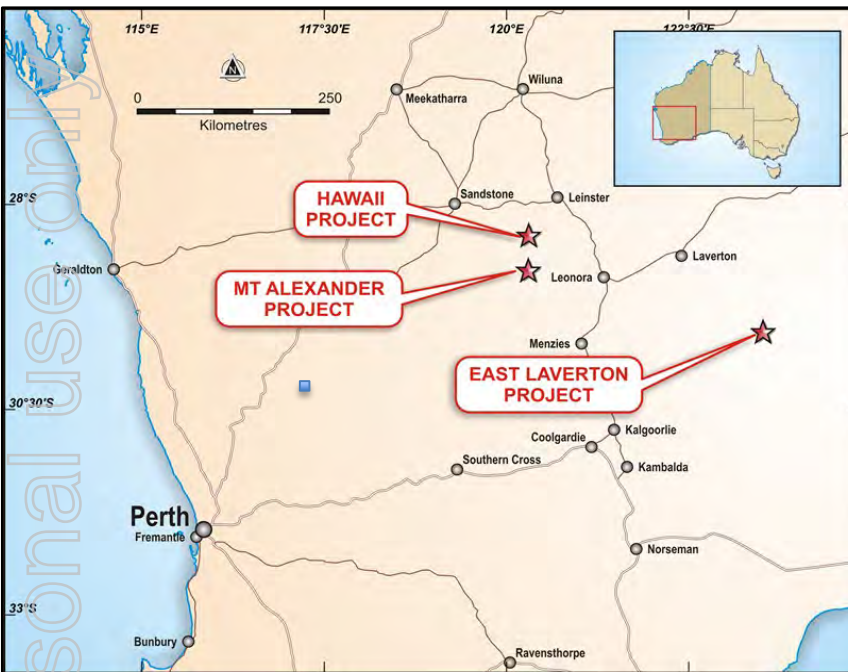 115°E
117°30'E
120°E
122°30'E
N
0
250
Kilometres
Meekatharra
Wiluna
HAWAII
PROJECT
Sandstone
Leinster
28°S
Geraldton
MT ALEXANDER
PROJECT
Leonora
Laverton
Menzies
EAST LAVERTON
PROJECT
30°30'S
Coolgardie
Kalgoorlie
Southern Cross
Kambalda
Perth
Fremantle
Norseman
33°S
Bunbury
Ravensthorpe
sonal use only